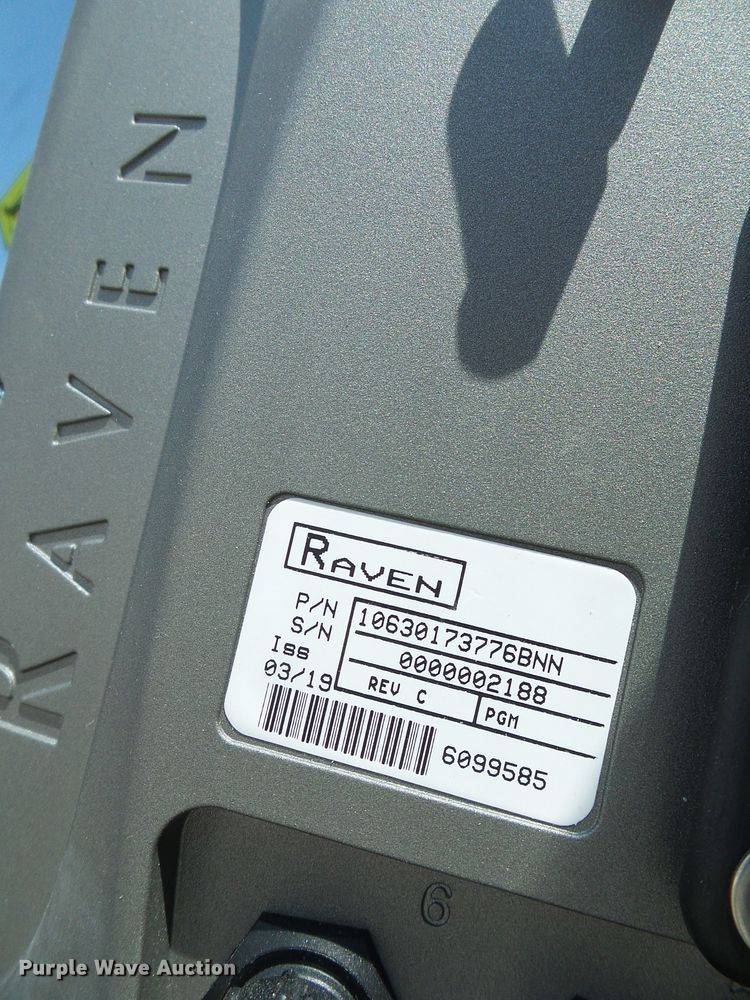 RAVEN
RAVEN
P/N 10630173776BNN
S/N 0000002188
Iss REV C PGM
03/19
6099585
6
Purple Wave Auction